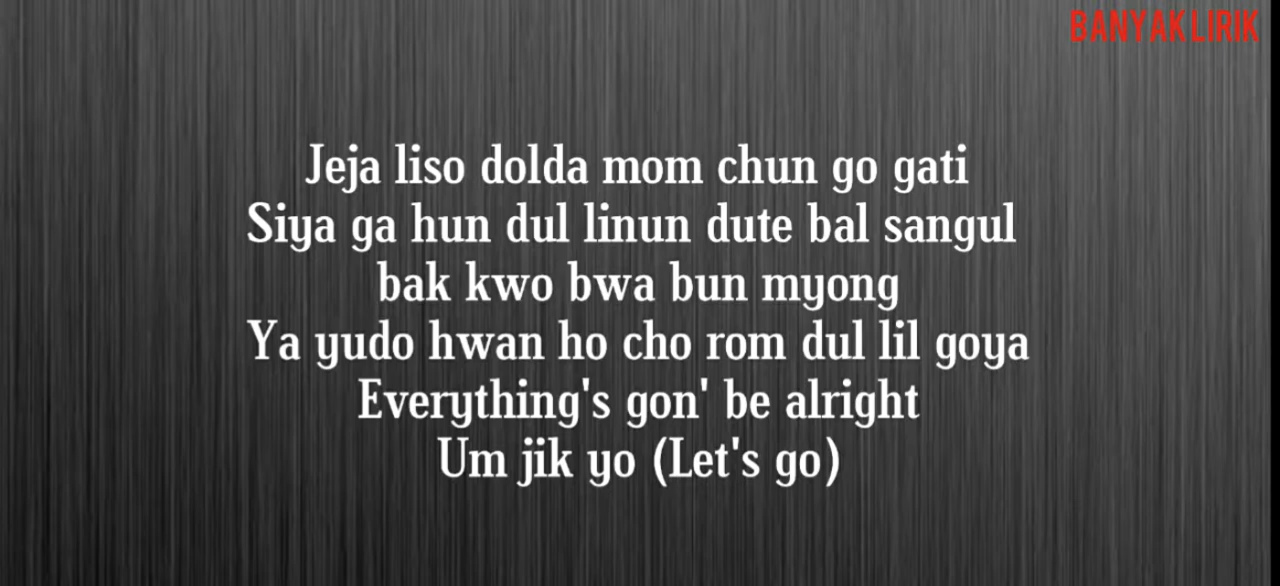 BANYAK LIRIK
Jeja liso dolda mom chun go gati
Siya ga hun dul linun dute bal sangul
bak kwo bwa bun myong
Ya yudo hwan ho cho rom dul lil goya
Everything's gon' be alright
Um jik yo (Let's go)